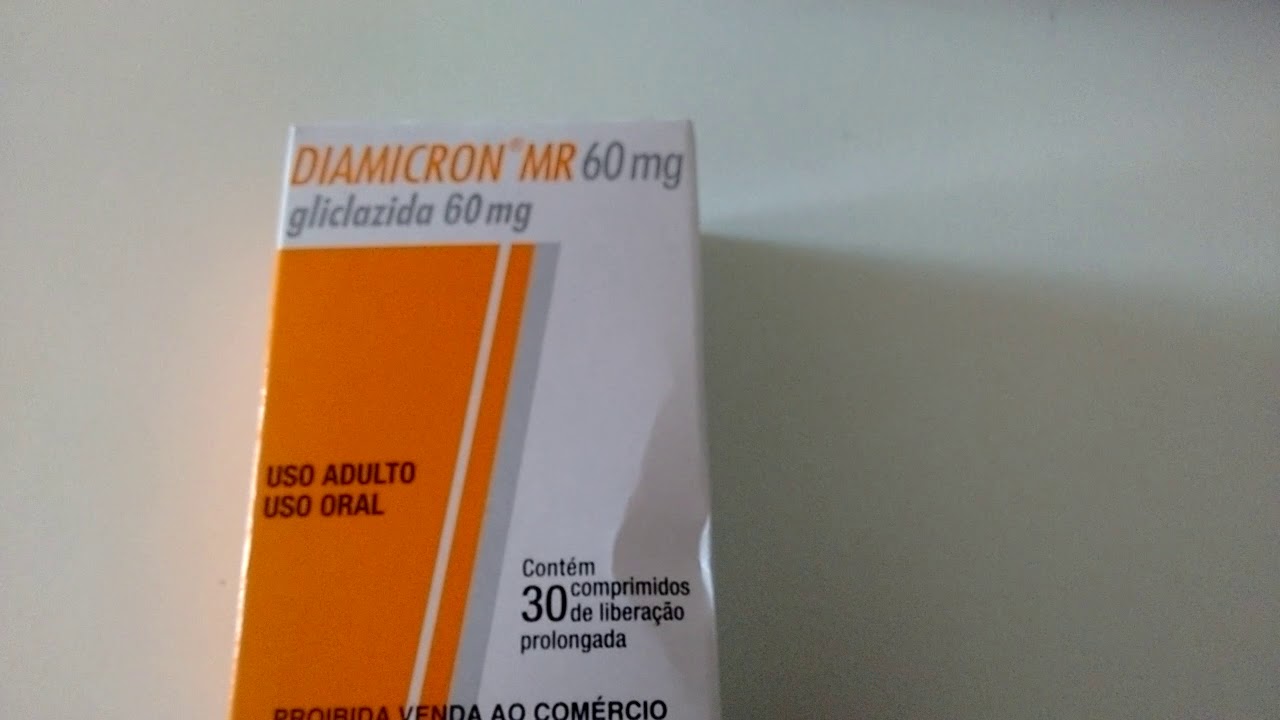 DIAMICRON® MR 60 mg
gliclazida 60 mg
USO ADULTO
USO ORAL
Contém
30 comprimidos
de liberação
prolongada
PROIBIDA VENDA AO COMÉRCIO